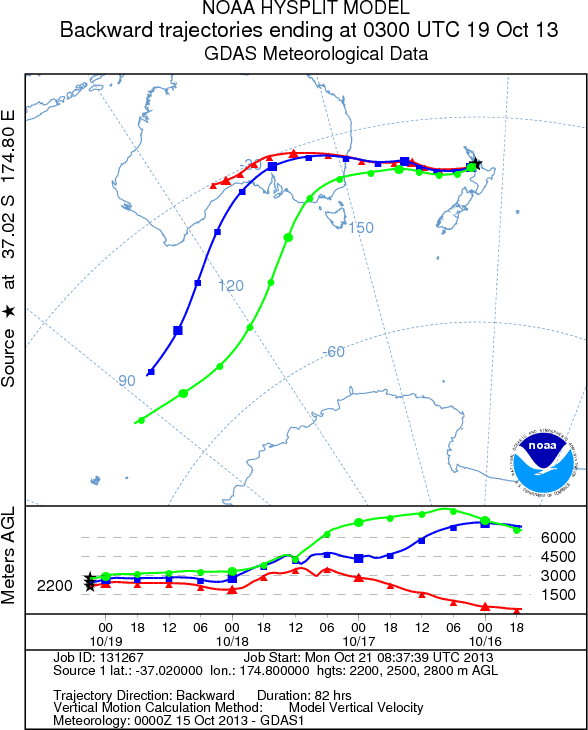 NOAA HYSPLIT MODEL
Backward trajectories ending at 0300 UTC 19 Oct 13
GDAS Meteorological Data
Source ★ at 37.02 S 174.80 E
-30
150
120
-60
90
noaa
Meters AGL
2200
6000
4500
3000
1500
00 18 12 06 00 18 12 06 00 18 12 06 00 18
10/19 10/18 10/17 10/16
Job ID: 131267 Job Start: Mon Oct 21 08:37:39 UTC 2013
Source 1 lat.: -37.020000 lon.: 174.800000 hgts: 2200, 2500, 2800 m AGL
Trajectory Direction: Backward Duration: 82 hrs
Vertical Motion Calculation Method: Model Vertical Velocity
Meteorology: 0000Z 15 Oct 2013 - GDAS1